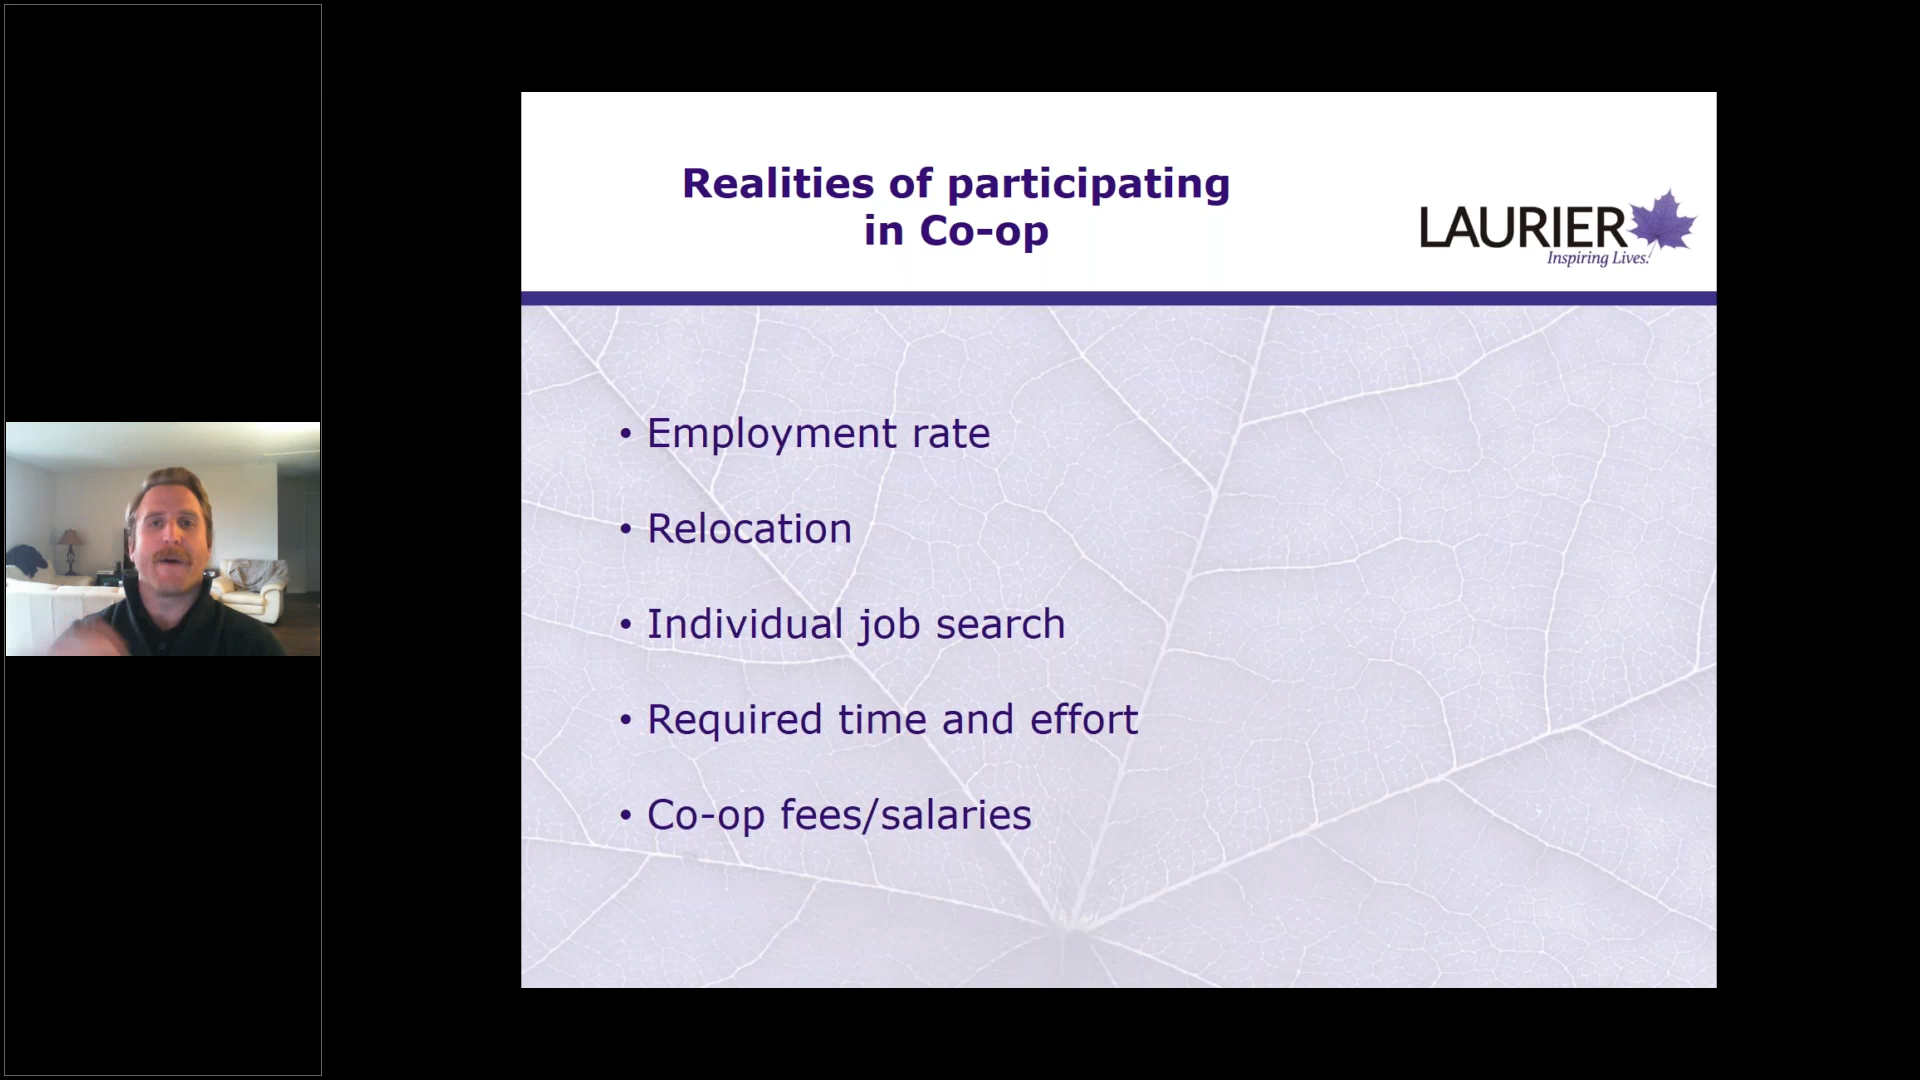 Realities of participating
in Co-op
LAURIER
Inspiring Lives.
• Employment rate
• Relocation
• Individual job search
• Required time and effort
• Co-op fees/salaries